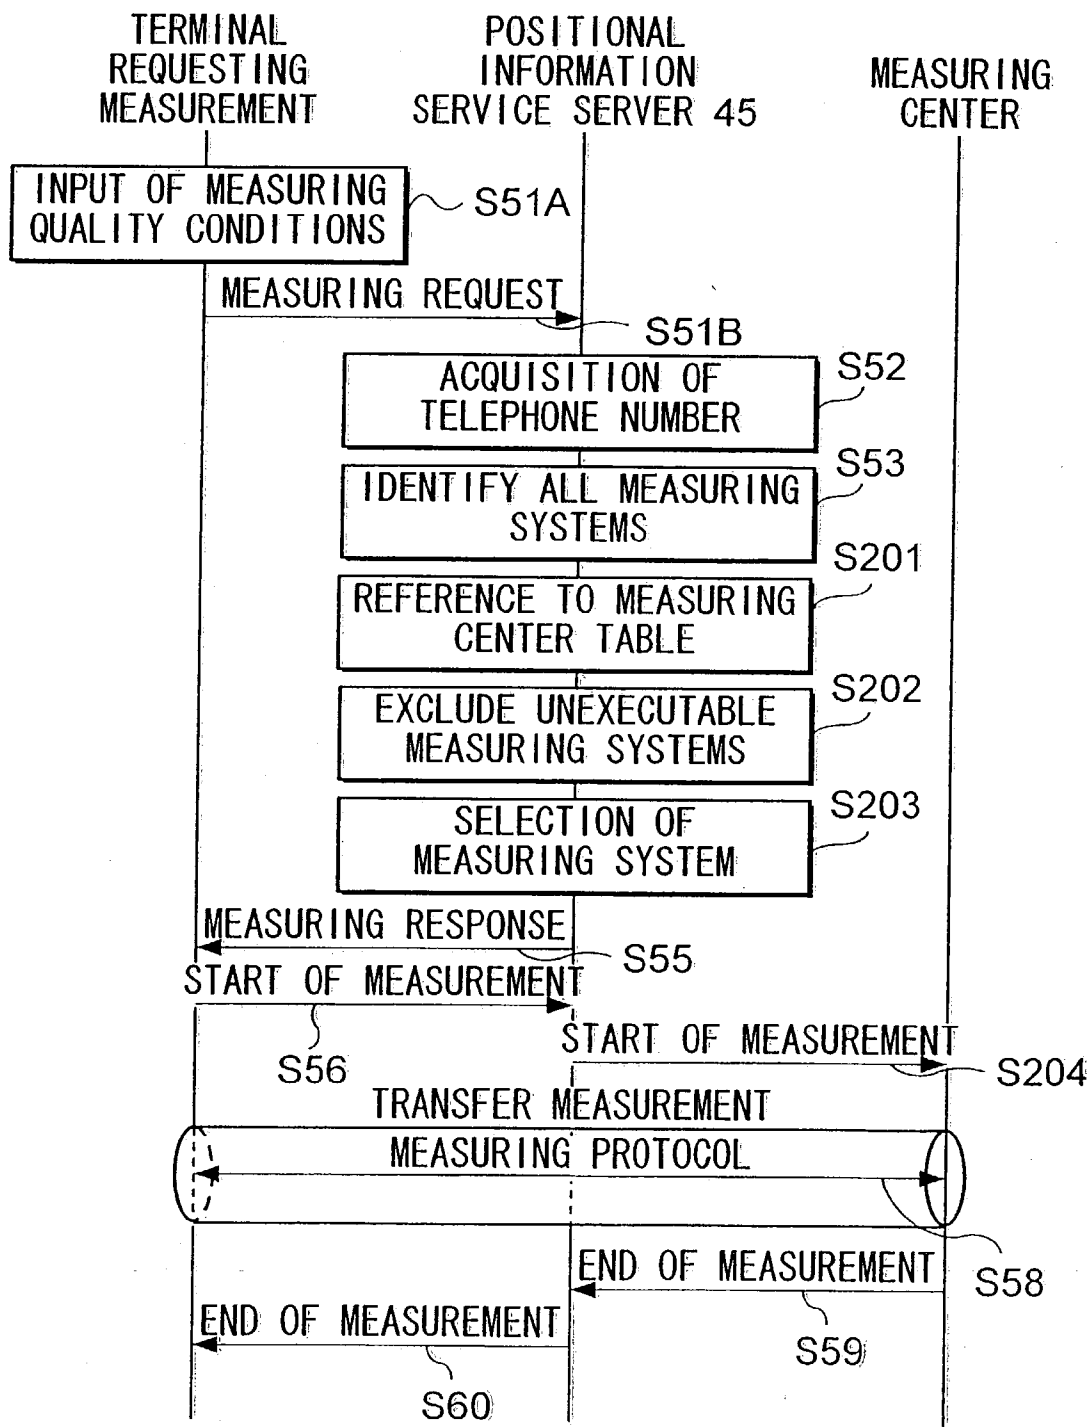 TERMINAL
REQUESTING
MEASUREMENT
POSITIONAL
INFORMATION
SERVICE SERVER 45
MEASURING
CENTER
INPUT OF MEASURING
QUALITY CONDITIONS
S51A
MEASURING REQUEST
S51B
ACQUISITION OF
TELEPHONE NUMBER
S52
IDENTIFY ALL MEASURING
SYSTEMS
S53
REFERENCE TO MEASURING
CENTER TABLE
S201
EXCLUDE UNEXECUTABLE
MEASURING SYSTEMS
S202
SELECTION OF
MEASURING SYSTEM
S203
MEASURING RESPONSE
S55
START OF MEASUREMENT
S56
START OF MEASUREMENT
S204
TRANSFER MEASUREMENT
MEASURING PROTOCOL
S58
END OF MEASUREMENT
S59
END OF MEASUREMENT
S60